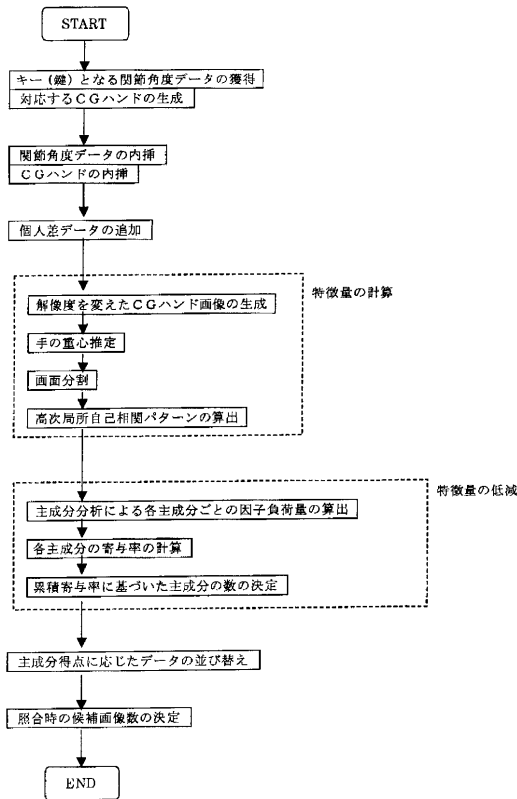 START
キー(鍵)となる関節角度データの獲得
対応するCGハンドの生成
関節角度データの内挿
CGハンドの内挿
個人差データの追加
特徴量の計算
解像度を変えたCGハンド画像の生成
手の重心推定
画面分割
高次局所自己相関パターンの算出
特徴量の低減
主成分分析による各主成分ごとの因子負荷量の算出
各主成分の寄与率の計算
累積寄与率に基づいた主成分の数の決定
主成分得点に応じたデータの並び替え
照合時の候補画像数の決定
END